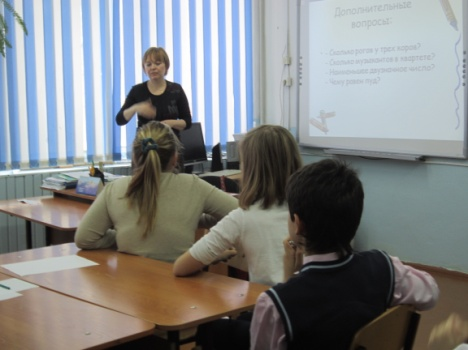 Дополнительные
вопросы:
- Сколько рогов у трех коров?
- Сколько музыкантов в квартете?
- Наименьшее двузначное число?
- Чему равен пуд?